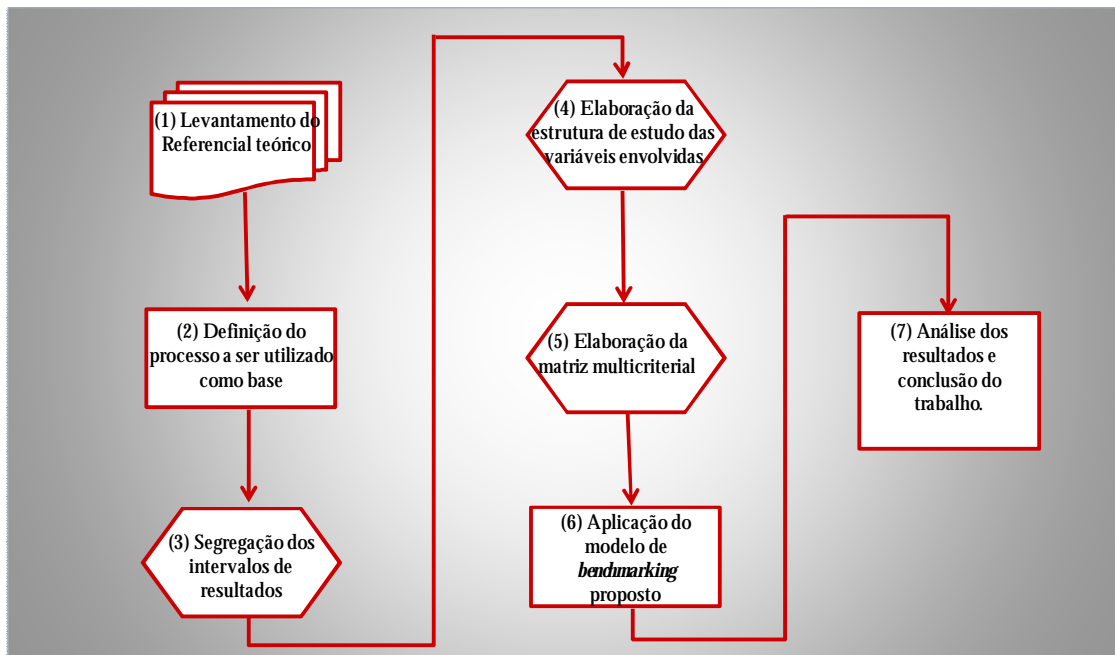 (1) Levantamento do
Referencial teórico
(2) Definição do
processo a ser utilizado
como base
(3) Segregação dos
intervalos de
resultados
(4) Elaboração da
estrutura de estudo das
variáveis envolvidas
(5) Elaboração da
matriz multicriterial
(6) Aplicação do
modelo de
benchmarking
proposto
(7) Análise dos
resultados e
conclusão do
trabalho.